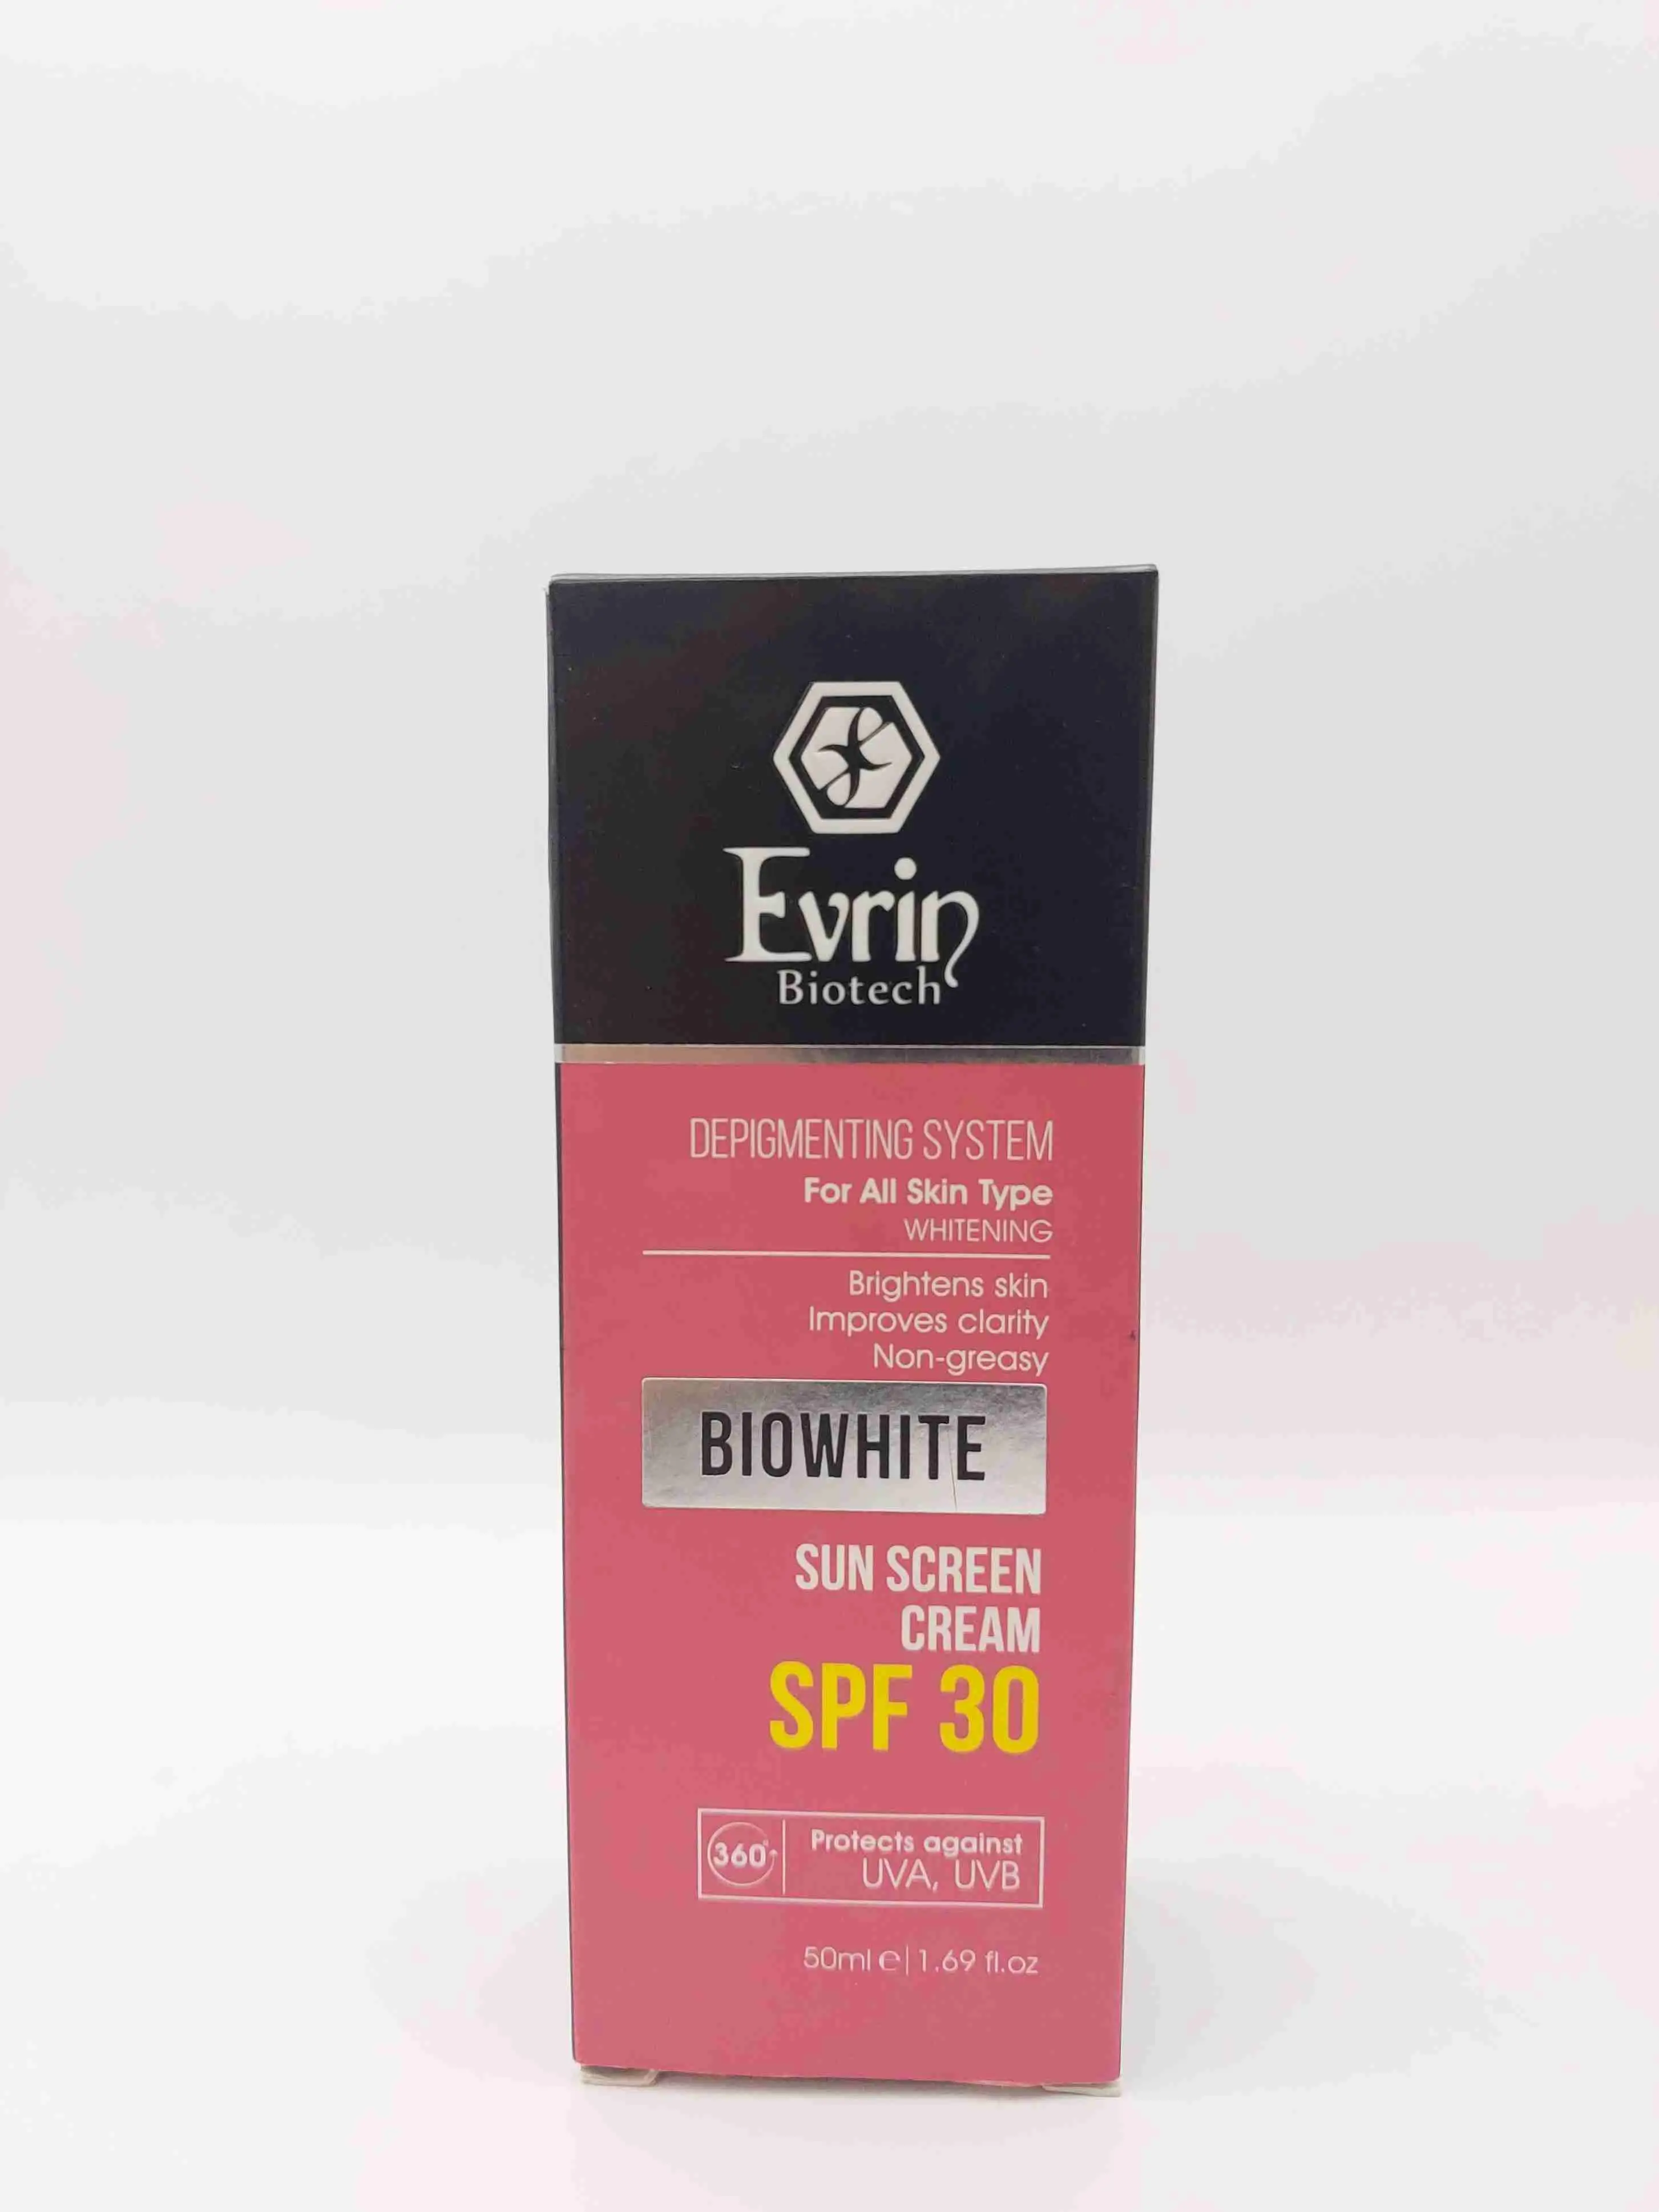 Evrin
Biotech
DEPIGMENTING SYSTEM
For All Skin Type
WHITENING
Brightens skin
Improves clarity
Non-greasy
BIOWHITE
SUN SCREEN
CREAM
SPF 30
360°
Protects against
UVA, UVB
50ml ℮|1.69 fl.oz